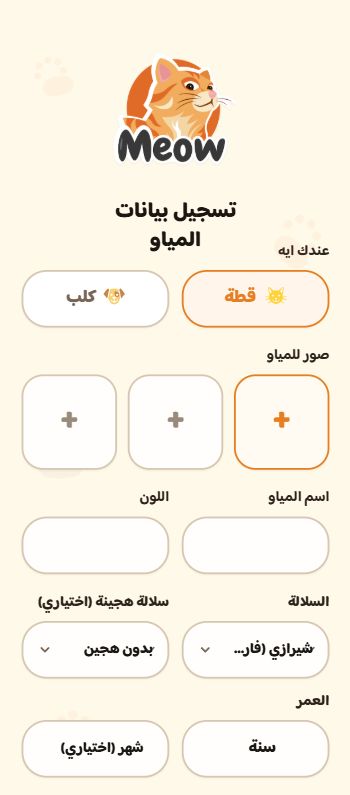 Meow
تسجيل بيانات
المياو
عندك ايه
قطة
كلب
صور للمياو
+ + +
اسم المياو
اللون
السلالة
سلالة هجينة (اختياري)
شيرازي (فار...
بدون هجين
العمر
سنة
شهر (اختياري)